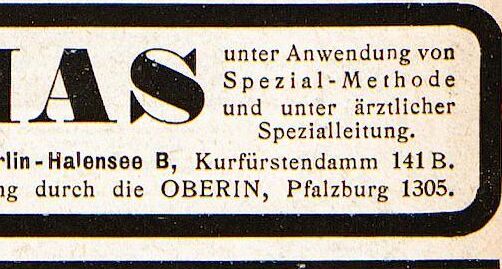 unter Anwendung von
Spezial-Methode
und unter ärztlicher
Spezialleitung.
AS
rlin-Halensee B, Kurfürstendamm 141 B.
ng durch die OBERIN, Pfalzburg 1305.